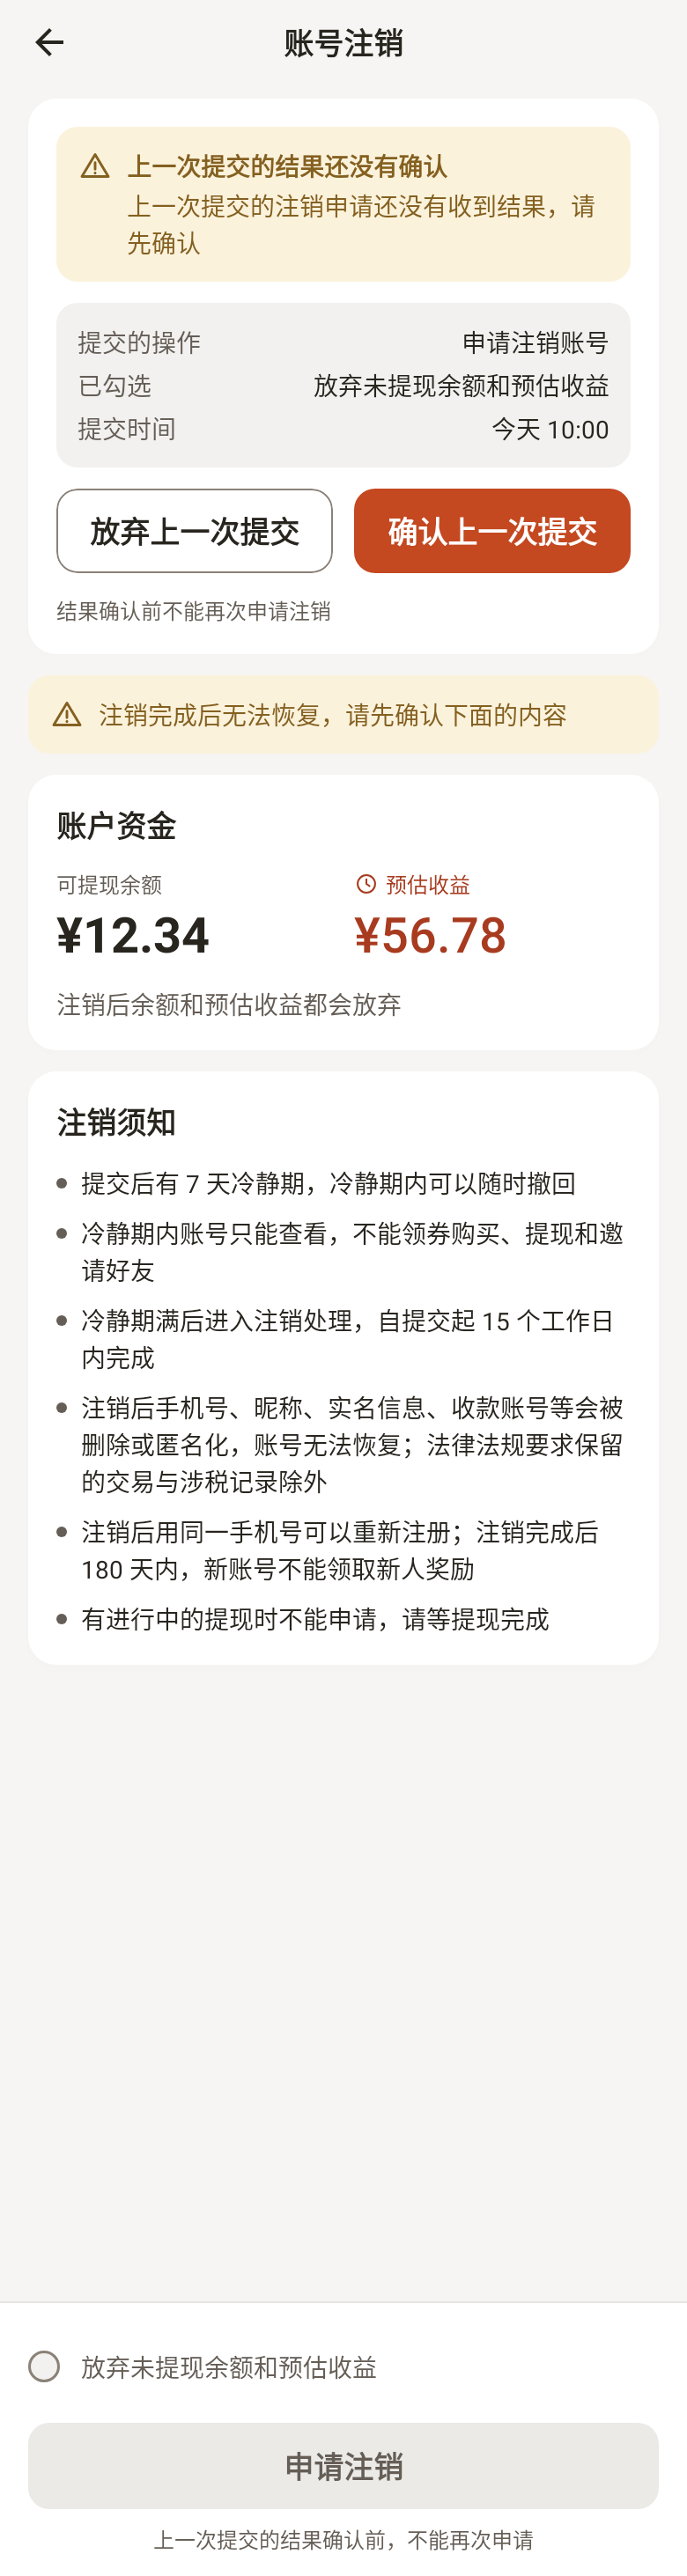 账号注销
上一次提交的结果还没有确认
上一次提交的注销申请还没有收到结果，请
先确认
提交的操作 申请注销账号
已勾选 放弃未提现余额和预估收益
提交时间 今天 10:00
放弃上一次提交 确认上一次提交
结果确认前不能再次申请注销
注销完成后无法恢复，请先确认下面的内容
账户资金
可提现余额 预估收益
¥12.34 ¥56.78
注销后余额和预估收益都会放弃
注销须知
提交后有 7 天冷静期，冷静期内可以随时撤回
冷静期内账号只能查看，不能领券购买、提现和邀
请好友
冷静期满后进入注销处理，自提交起 15 个工作日
内完成
注销后手机号、昵称、实名信息、收款账号等会被
删除或匿名化，账号无法恢复；法律法规要求保留
的交易与涉税记录除外
注销后用同一手机号可以重新注册；注销完成后
180 天内，新账号不能领取新人奖励
有进行中的提现时不能申请，请等提现完成
放弃未提现余额和预估收益
申请注销
上一次提交的结果确认前，不能再次申请